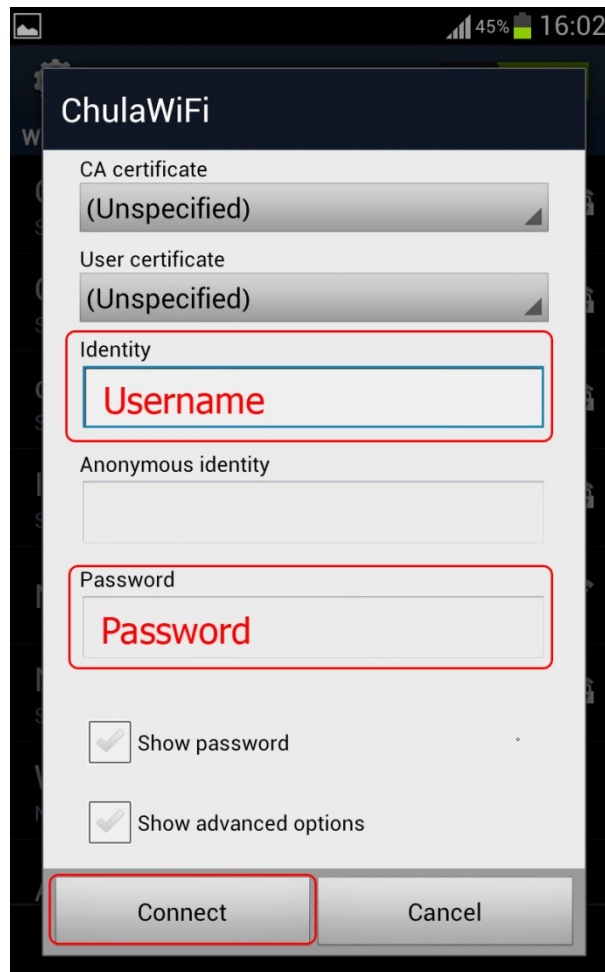 45% 16:02
W
ChulaWiFi
CA certificate
(Unspecified)
User certificate
(Unspecified)
Identity
Username
Anonymous identity
Password
Password
Show password
Show advanced options
Connect Cancel